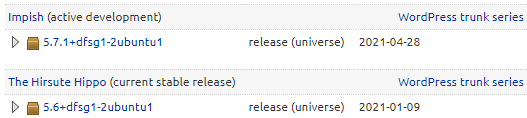 Impish (active development) WordPress trunk series
5.7.1+dfsg1-2ubuntu1 release (universe) 2021-04-28
The Hirsute Hippo (current stable release) WordPress trunk series
5.6+dfsg1-2ubuntu1 release (universe) 2021-01-09